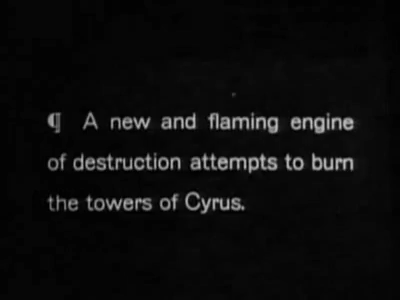 ¶ A new and flaming engine
of destruction attempts to burn
the towers of Cyrus.